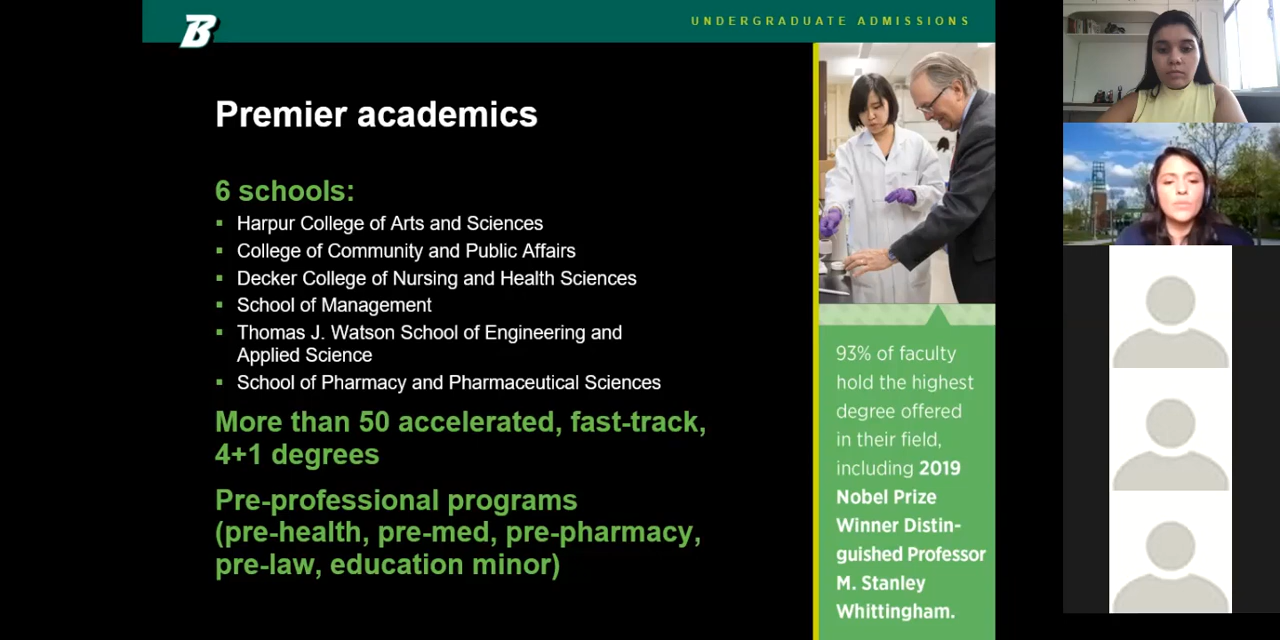 UNDERGRADUATE ADMISSIONS
Premier academics
6 schools:
▪ Harpur College of Arts and Sciences
▪ College of Community and Public Affairs
▪ Decker College of Nursing and Health Sciences
▪ School of Management
▪ Thomas J. Watson School of Engineering and
Applied Science
▪ School of Pharmacy and Pharmaceutical Sciences
More than 50 accelerated, fast-track,
4+1 degrees
Pre-professional programs
(pre-health, pre-med, pre-pharmacy,
pre-law, education minor)
93% of faculty
hold the highest
degree offered
in their field,
including 2019
Nobel Prize
Winner Distin-
guished Professor
M. Stanley
Whittingham.